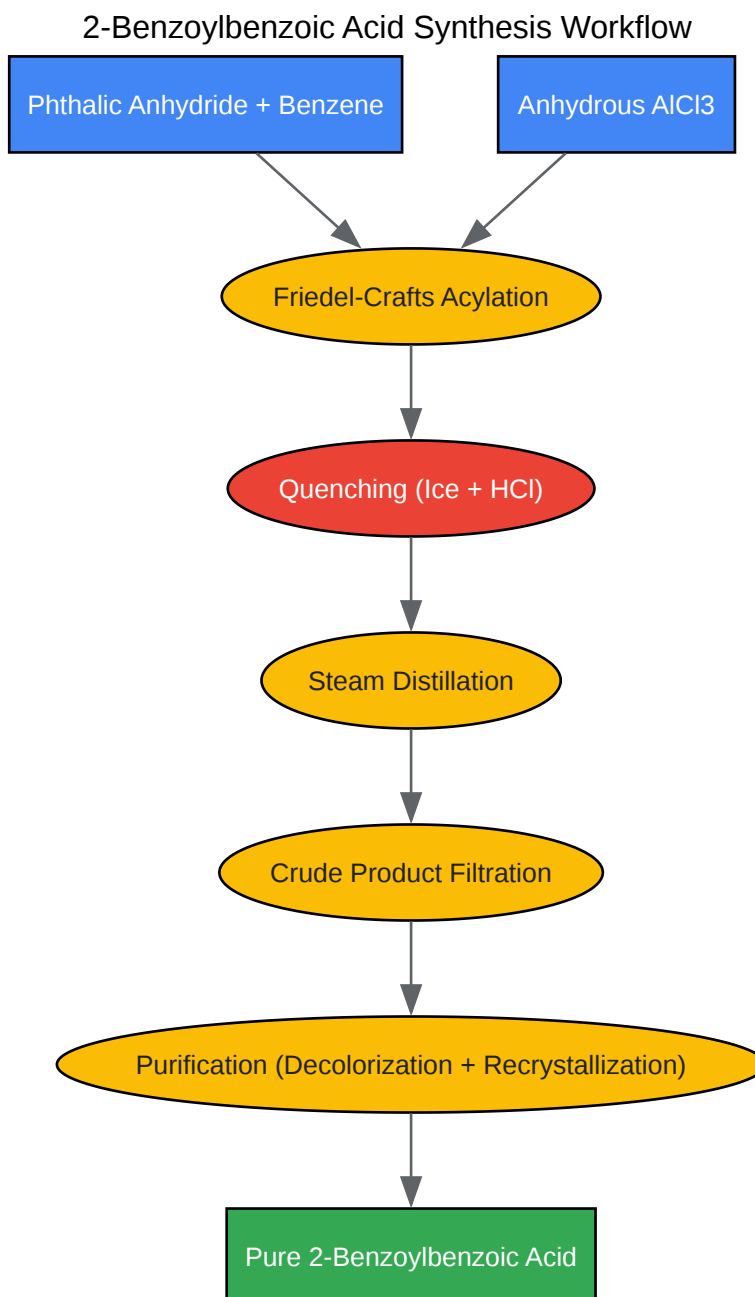 2-Benzoylbenzoic Acid Synthesis Workflow
Phthalic Anhydride + Benzene
Anhydrous AlCl3
Friedel-Crafts Acylation
Quenching (Ice + HCl)
Steam Distillation
Crude Product Filtration
Purification (Decolorization + Recrystallization)
Pure 2-Benzoylbenzoic Acid